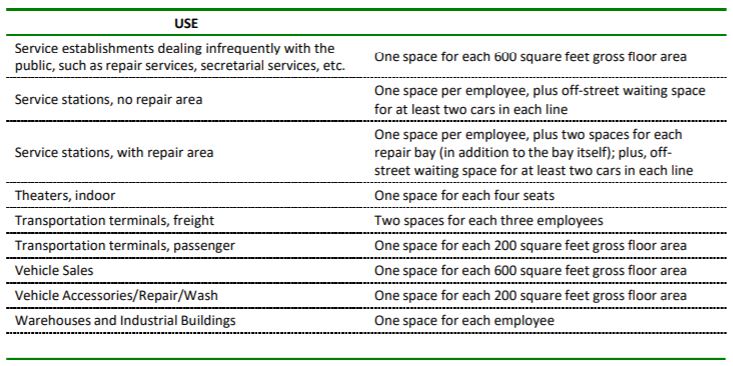 USE
Service establishments dealing infrequently with the
public, such as repair services, secretarial services, etc.
One space for each 600 square feet gross floor area
Service stations, no repair area
One space per employee, plus off-street waiting space
for at least two cars in each line
Service stations, with repair area
One space per employee, plus two spaces for each
repair bay (in addition to the bay itself); plus, off-
street waiting space for at least two cars in each line
Theaters, indoor
One space for each four seats
Transportation terminals, freight
Two spaces for each three employees
Transportation terminals, passenger
One space for each 200 square feet gross floor area
Vehicle Sales
One space for each 600 square feet gross floor area
Vehicle Accessories/Repair/Wash
One space for each 200 square feet gross floor area
Warehouses and Industrial Buildings
One space for each employee